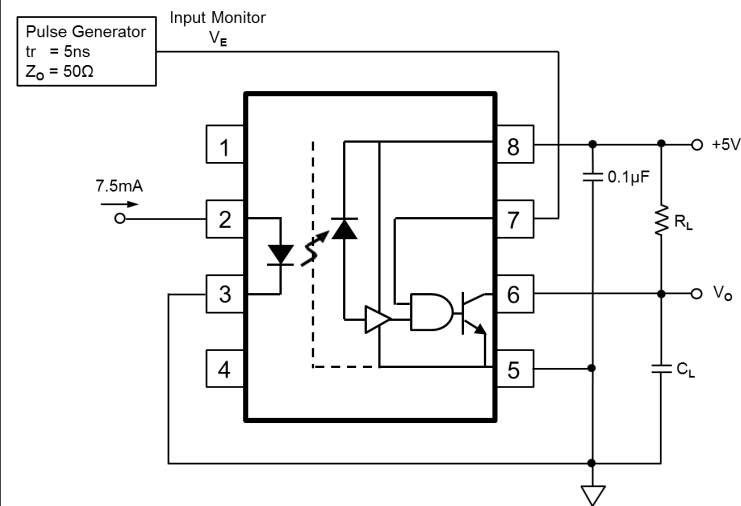 Pulse Generator
tr = 5ns
Zo = 50Ω
Input Monitor
VE
1
8
+5V
0.1µF
7.5mA
2
7
RL
3
6
Vo
4
5
CL